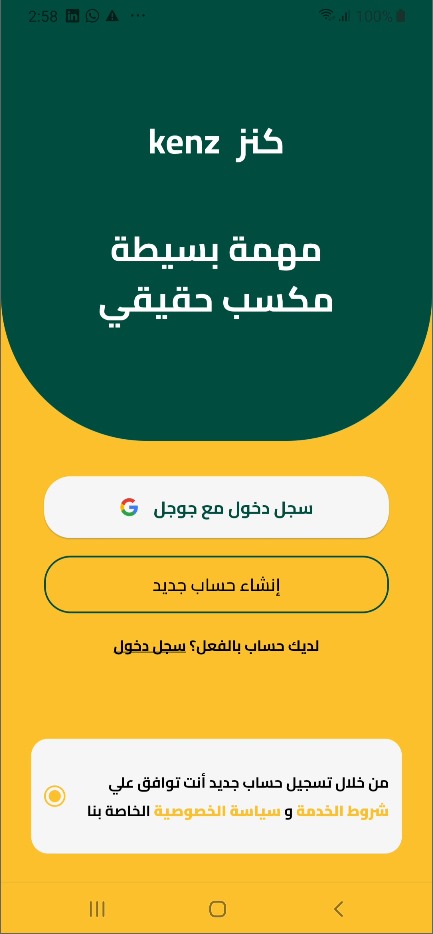 2:58 ... 100%
كنز kenz
مهمة بسيطة
مكسب حقيقي
سجل دخول مع جوجل
إنشاء حساب جديد
لديك حساب بالفعل؟ سجل دخول
من خلال تسجيل حساب جديد أنت توافق علي
شروط الخدمة و سياسة الخصوصية الخاصة بنا